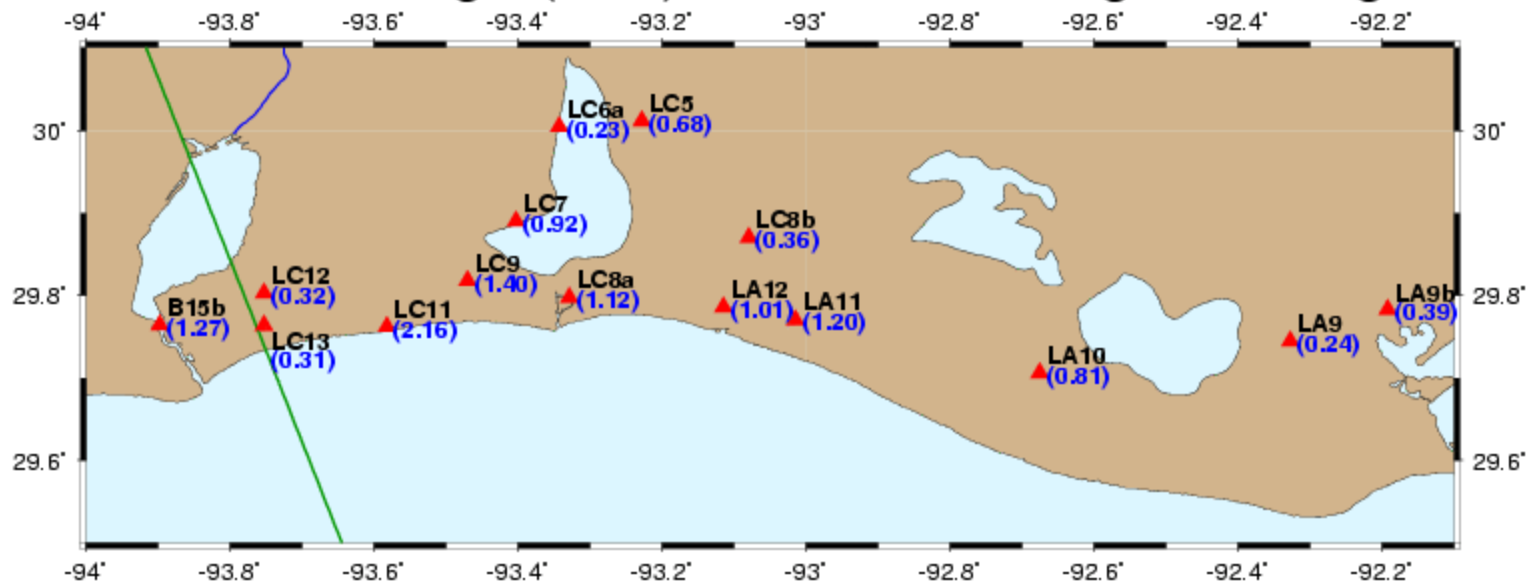 -94° -93.8° -93.6° -93.4° -93.2° -93° -92.8° -92.6° -92.4° -92.2°
LC6a
(0.23)
LC5
(0.68)
30° 30°
LC7
(0.92)
LC8b
(0.36)
LC12
(0.32)
LC9
(1.40)
LC8a
(1.12)
LA12
(1.01)
LA11
(1.20)
LA9b
(0.39)
29.8° 29.8°
B15b
(1.27)
LC13
(0.31)
LC11
(2.16)
LA9
(0.24)
LA10
(0.81)
29.6° 29.6°
-94° -93.8° -93.6° -93.4° -93.2° -93° -92.8° -92.6° -92.4° -92.2°